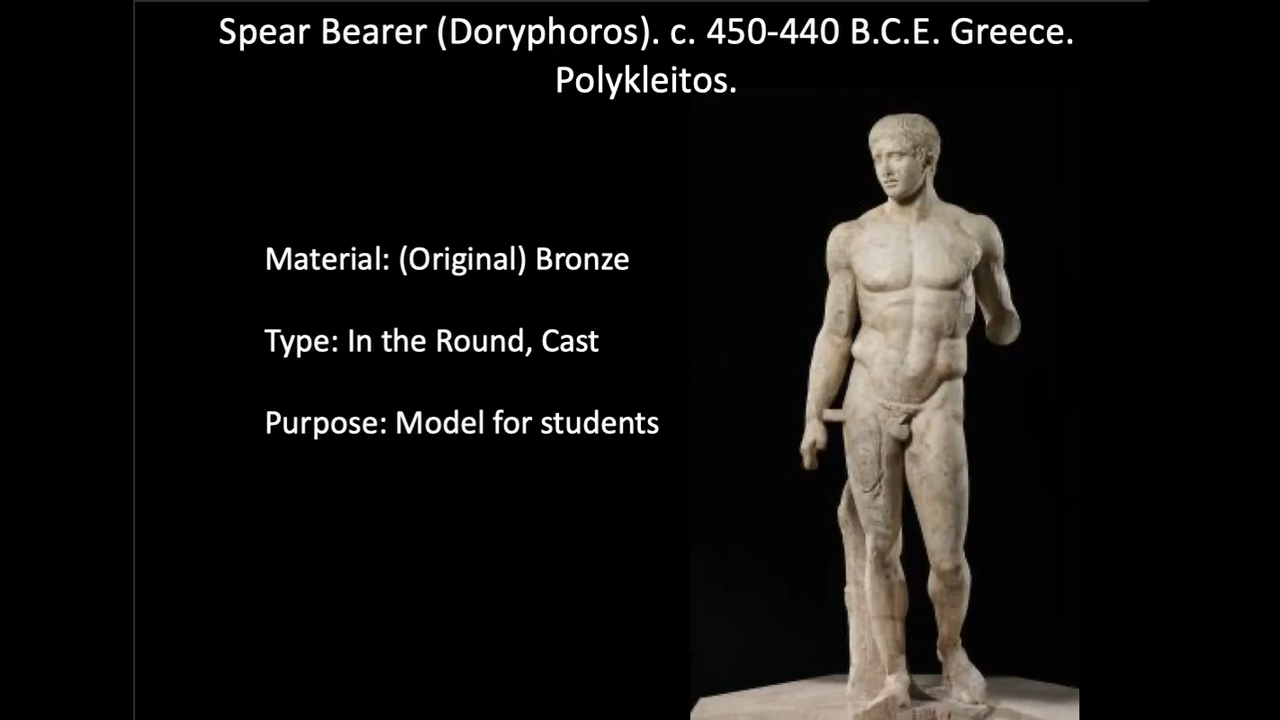 Spear Bearer (Doryphoros). c. 450-440 B.C.E. Greece.
Polykleitos.
Material: (Original) Bronze
Type: In the Round, Cast
Purpose: Model for students